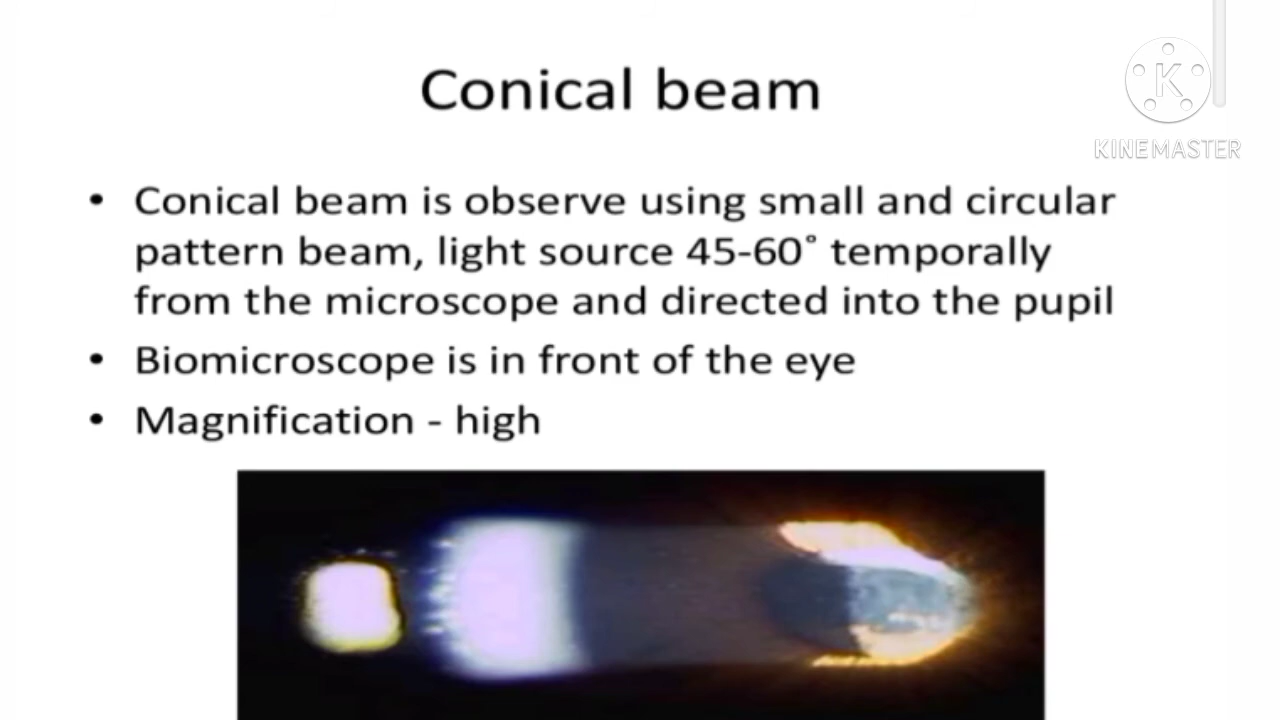 Conical beam
K
KINEMASTER
• Conical beam is observe using small and circular
pattern beam, light source 45-60˚ temporally
from the microscope and directed into the pupil
• Biomicroscope is in front of the eye
• Magnification - high